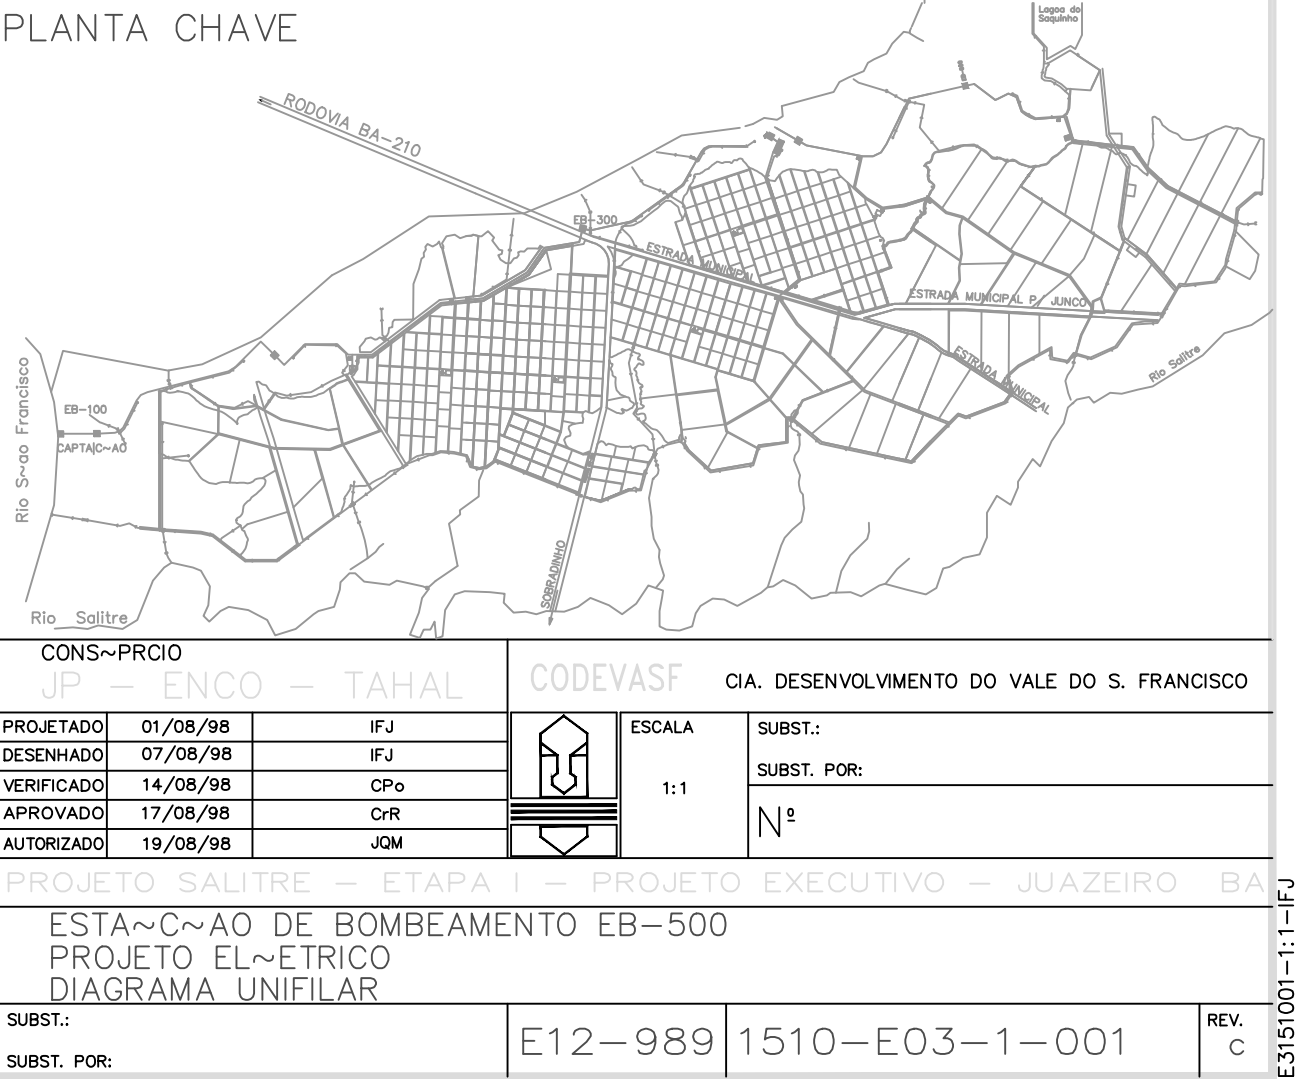 PLANTA CHAVE
Lagoa do
Saquinho
RODOVIA BA-210
EB-300
ESTRADA MUNICIPAL
ESTRADA MUNICIPAL P/ JUNCO
ESTRADA MUNICIPAL
Rio Salitre
Rio S~ao Francisco
EB-100
CAPTA|C~AO
SOBRADINHO
Rio Salitre
CONS~PRCIO
JP - ENCO - TAHAL
CODEVASF
CIA. DESENVOLVIMENTO DO VALE DO S. FRANCISCO
PROJETADO 01/08/98 IFJ
DESENHADO 07/08/98 IFJ
VERIFICADO 14/08/98 CPo
APROVADO 17/08/98 CrR
AUTORIZADO 19/08/98 JQM
ESCALA
1:1
SUBST.:
SUBST. POR:
Nº
PROJETO SALITRE - ETAPA I - PROJETO EXECUTIVO - JUAZEIRO BA
ESTA~C~AO DE BOMBEAMENTO EB-500
PROJETO EL~ETRICO
DIAGRAMA UNIFILAR
SUBST.:
SUBST. POR:
E12-989
1510-E03-1-001
REV.
C
E3151001-1:1-IFJ